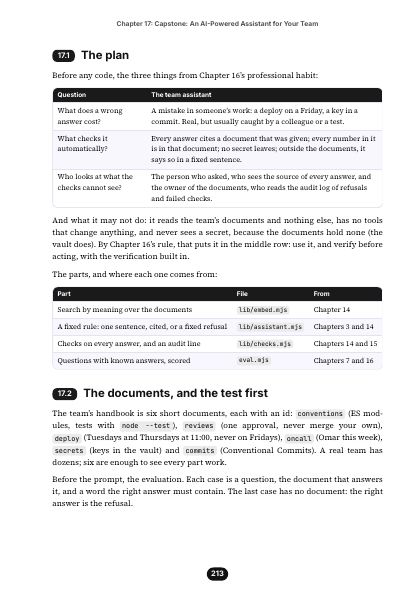 Chapter 17: Capstone: An AI-Powered Assistant for Your Team
17.1 The plan
Before any code, the three things from Chapter 16's professional habit:
Question The team assistant
What does a wrong answer cost? A mistake in someone's work: a deploy on a Friday, a key in a commit. Real, but usually caught by a colleague or a test.
What checks it automatically? Every answer cites a document that was given; every number in it is in that document; no secret leaves; outside the documents, it says so in a fixed sentence.
Who looks at what the checks cannot see? The person who asked, who sees the source of every answer, and the owner of the documents, who reads the audit log of refusals and failed checks.
And what it may not do: it reads the team's documents and nothing else, has no tools
that change anything, and never sees a secret, because the documents hold none (the
vault does). By Chapter 16's rule, that puts it in the middle row: use it, and verify before
acting, with the verification built in.
The parts, and where each one comes from:
Part File From
Search by meaning over the documents lib/embed.mjs Chapter 14
A fixed rule: one sentence, cited, or a fixed refusal lib/assistant.mjs Chapters 3 and 14
Checks on every answer, and an audit line lib/checks.mjs Chapters 14 and 15
Questions with known answers, scored eval.mjs Chapters 7 and 16
17.2 The documents, and the test first
The team's handbook is six short documents, each with an id: conventions (ES mod-
ules, tests with node --test), reviews (one approval, never merge your own),
deploy (Tuesdays and Thursdays at 11:00, never on Fridays), oncall (Omar this week),
secrets (keys in the vault) and commits (Conventional Commits). A real team has
dozens; six are enough to see every part work.
Before the prompt, the evaluation. Each case is a question, the document that answers
it, and a word the right answer must contain. The last case has no document: the right
answer is the refusal.
213